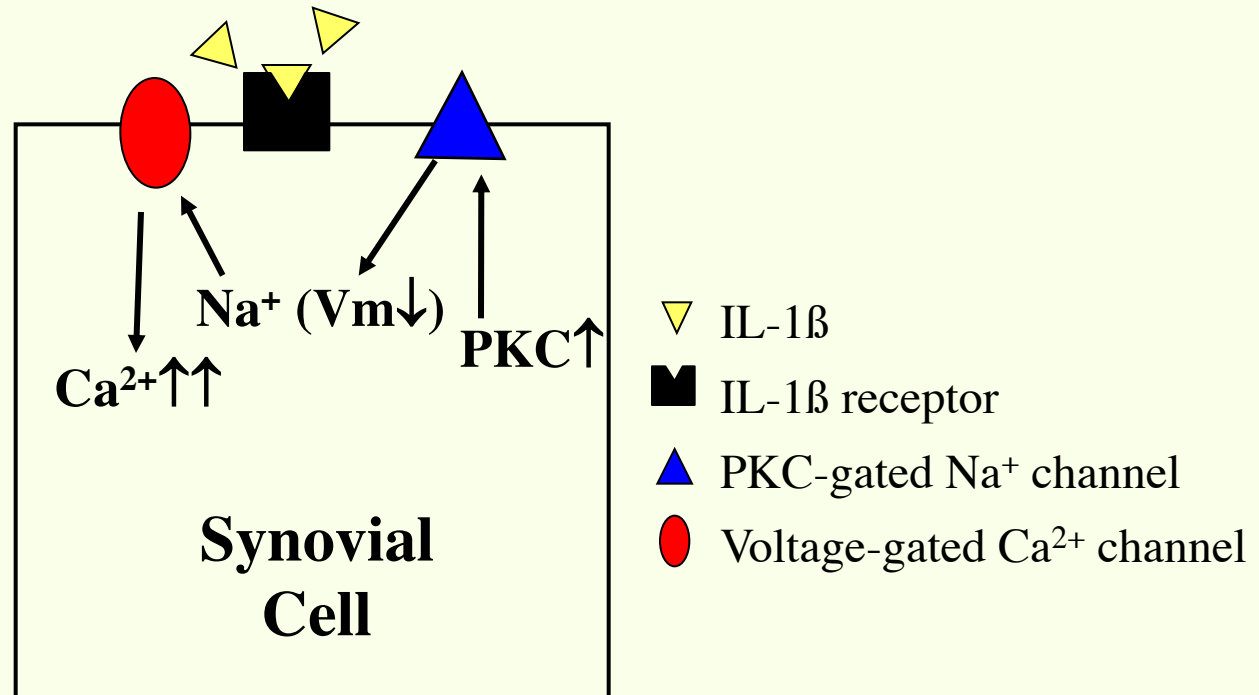 Na⁺ (Vm↓)
PKC↑
Ca²⁺↑↑
Synovial
Cell
IL-1ß
IL-1ß receptor
PKC-gated Na⁺ channel
Voltage-gated Ca²⁺ channel